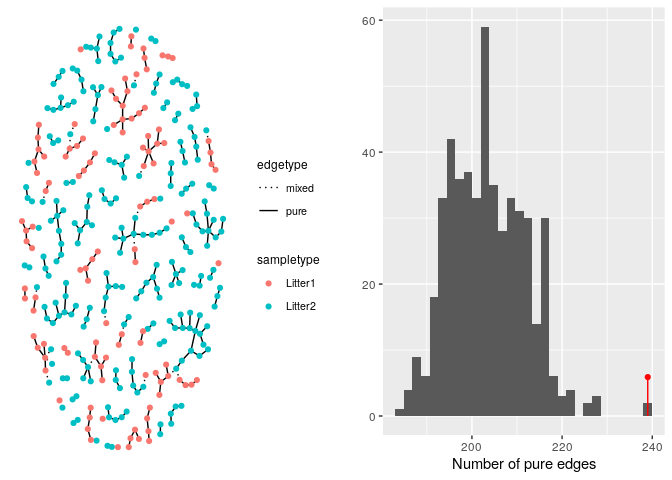 edgetype
mixed
pure
sampletype
Litter1
Litter2
60
40
20
0
200
220
240
Number of pure edges